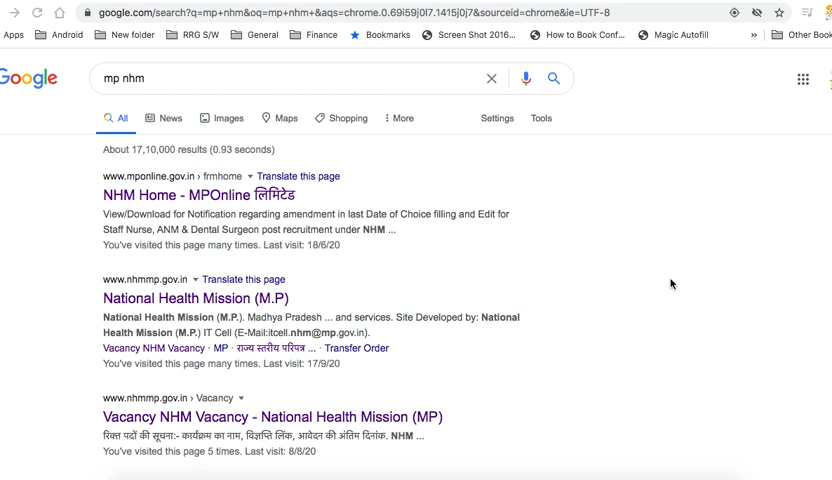 google.com/search?q=mp+nhm&oq=mp+nhm+&aqs=chrome.0.69i59j0l7.1415j0j7&sourceid=chrome&ie=UTF-8
Apps Android New folder RRG S/W General Finance Bookmarks Screen Shot 2016... How to Book Conf... Magic Autofill » Other Book
Google mp nhm
All News Images Maps Shopping More Settings Tools
About 17,10,000 results (0.93 seconds)
www.mponline.gov.in › frmhome Translate this page
NHM Home - MPOnline लिमिटेड
View/Download for Notification regarding amendment in last Date of Choice filling and Edit for
Staff Nurse, ANM & Dental Surgeon post recruitment under NHM ...
You've visited this page many times. Last visit: 18/6/20
www.nhmmp.gov.in Translate this page
National Health Mission (M.P)
National Health Mission (M.P.). Madhya Pradesh ... and services. Site Developed by: National
Health Mission (M.P.) IT Cell (E-Mail:itcell.nhm@mp.gov.in).
Vacancy NHM Vacancy · MP · राज्य स्तरीय परिपत्र ... · Transfer Order
You've visited this page many times. Last visit: 17/9/20
www.nhmmp.gov.in › Vacancy
Vacancy NHM Vacancy - National Health Mission (MP)
रिक्त पदों की सूचना:- कार्यक्रम का नाम, विज्ञप्ति लिंक, आवेदन की अंतिम दिनांक. NHM ...
You've visited this page 5 times. Last visit: 8/8/20